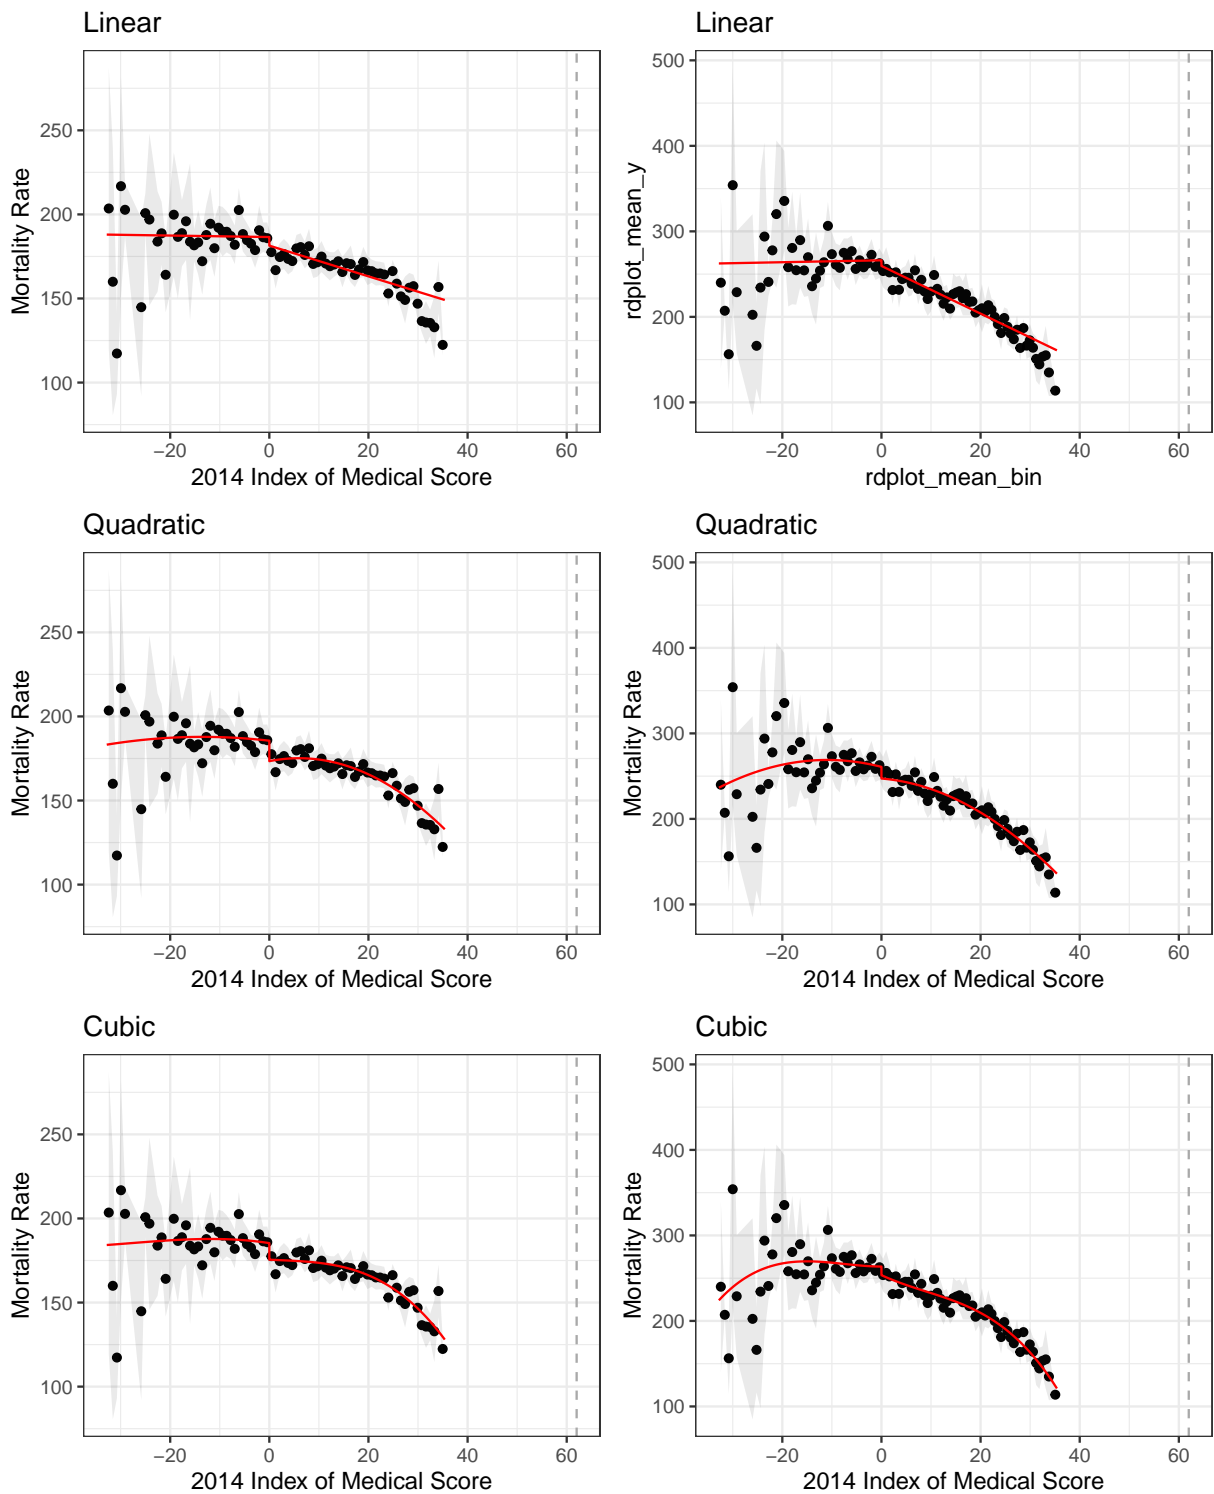 Linear
Linear
250
200
150
100
Mortality Rate
−20 0 20 40 60
2014 Index of Medical Score
500
400
300
200
100
rdplot_mean_y
−20 0 20 40 60
rdplot_mean_bin
Quadratic
Quadratic
250
200
150
100
Mortality Rate
−20 0 20 40 60
2014 Index of Medical Score
500
400
300
200
100
Mortality Rate
−20 0 20 40 60
2014 Index of Medical Score
Cubic
Cubic
250
200
150
100
Mortality Rate
−20 0 20 40 60
2014 Index of Medical Score
500
400
300
200
100
Mortality Rate
−20 0 20 40 60
2014 Index of Medical Score